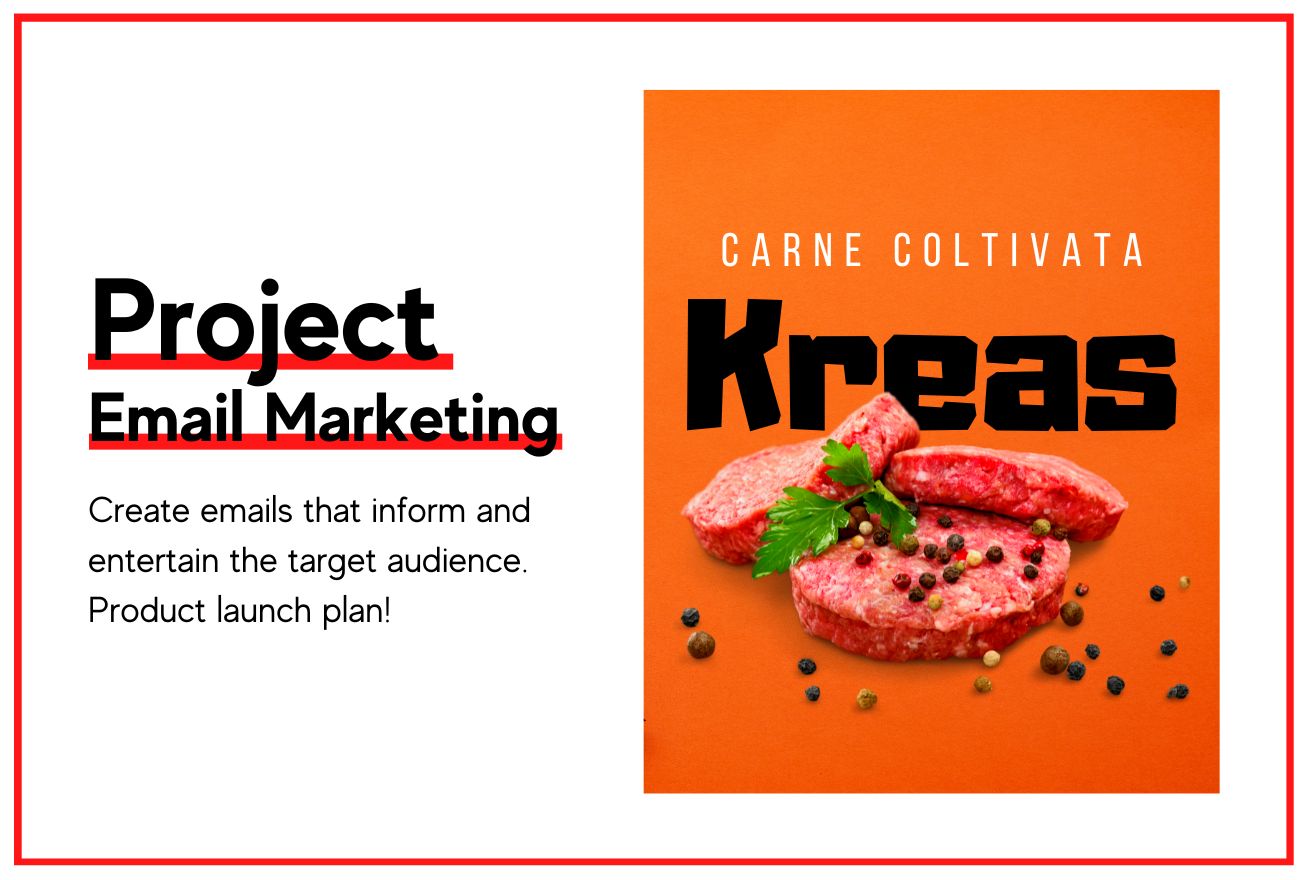 Project
Email Marketing
Create emails that inform and
entertain the target audience.
Product launch plan!
CARNE COLTIVATA
Kreas